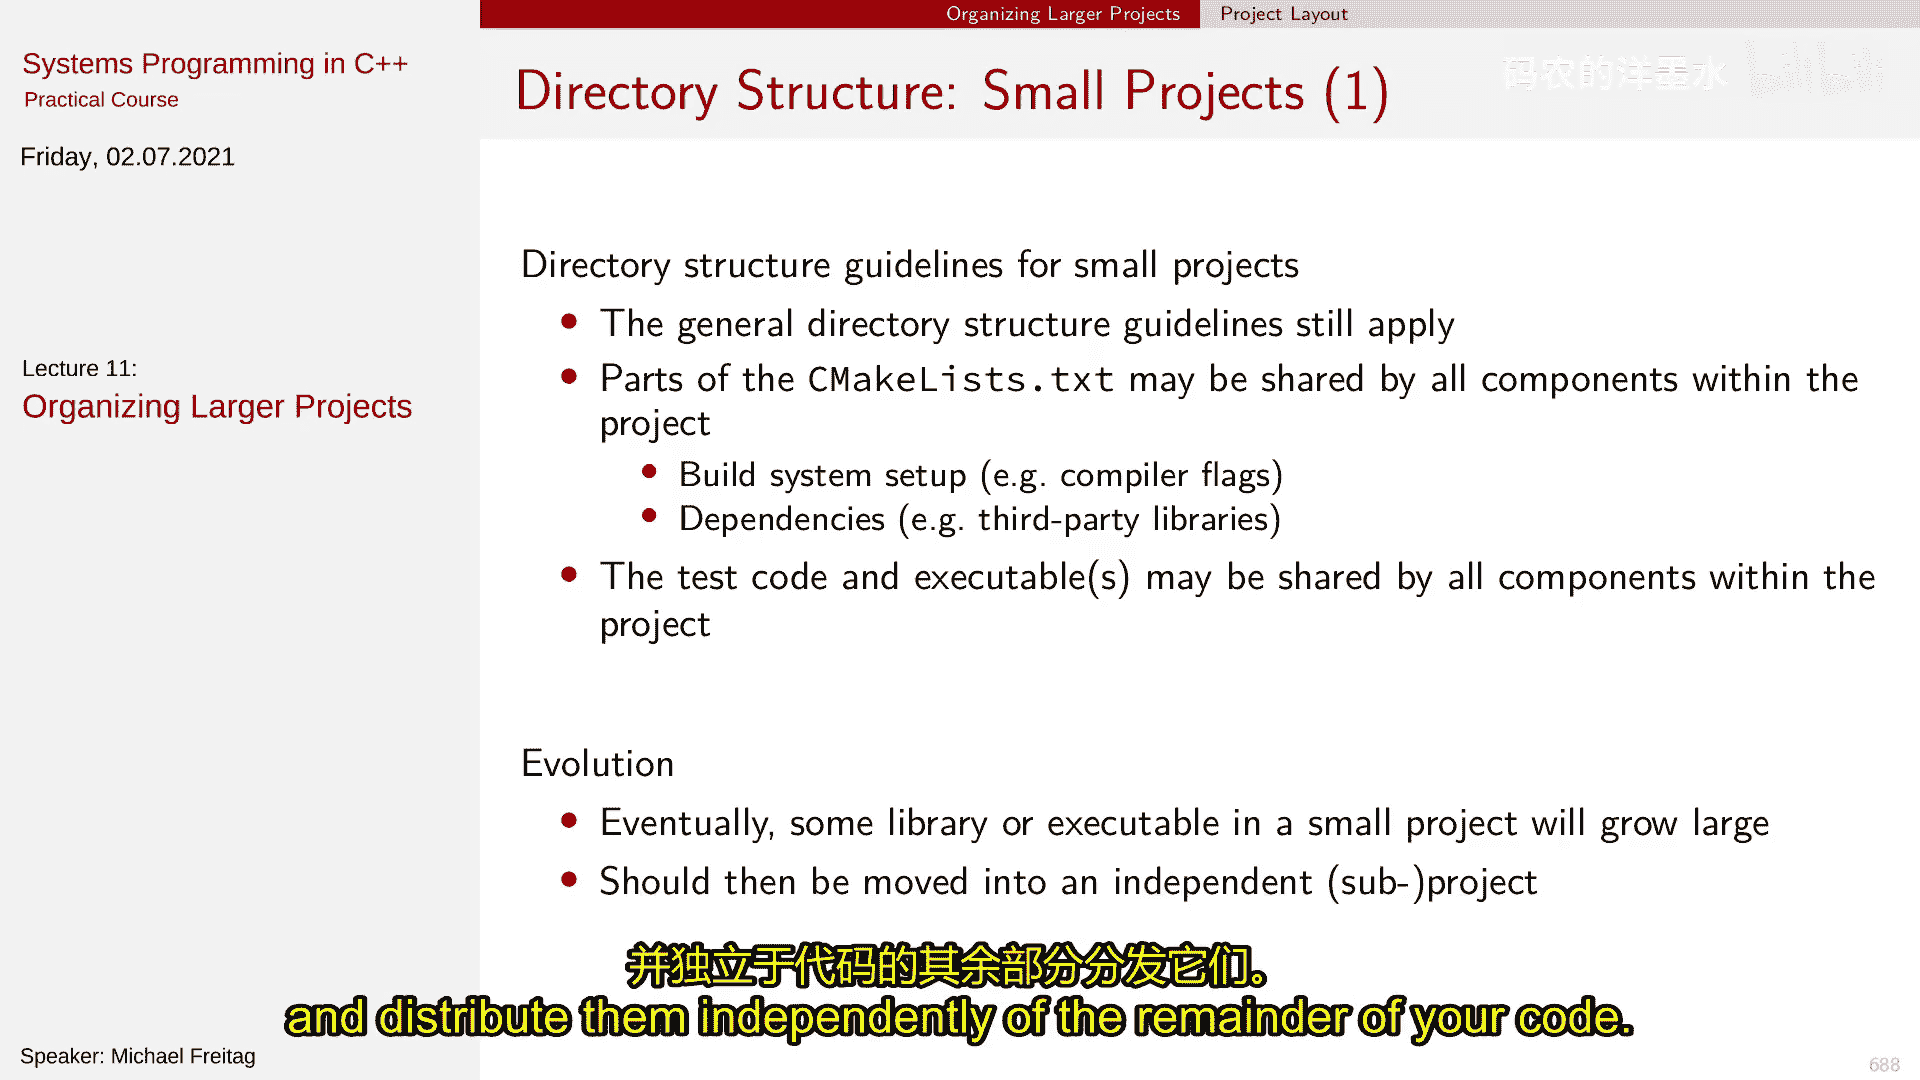 Organizing Larger Projects
Project Layout
Systems Programming in C++
Practical Course
Friday, 02.07.2021
Lecture 11:
Organizing Larger Projects
Speaker: Michael Freitag
Directory Structure: Small Projects (1)
码农的洋墨水
Directory structure guidelines for small projects
• The general directory structure guidelines still apply
• Parts of the CMakeLists.txt may be shared by all components within the
project
• Build system setup (e.g. compiler flags)
• Dependencies (e.g. third-party libraries)
• The test code and executable(s) may be shared by all components within the
project
Evolution
• Eventually, some library or executable in a small project will grow large
• Should then be moved into an independent (sub-)project
并独立于代码的其余部分分发它们。
and distribute them independently of the remainder of your code.
688